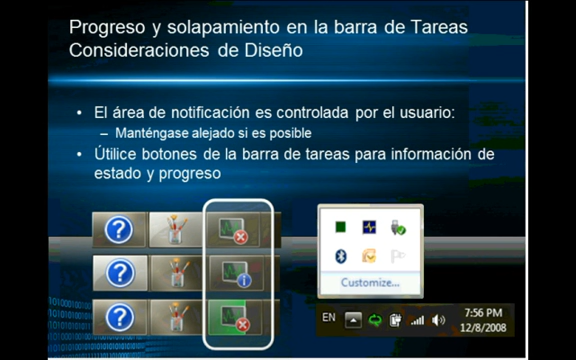 Progreso y solapamiento en la barra de Tareas
Consideraciones de Diseño
• El área de notificación es controlada por el usuario:
– Manténgase alejado si es posible
• Útilice botones de la barra de tareas para información de
estado y progreso
Customize...
EN
7:56 PM
12/8/2008